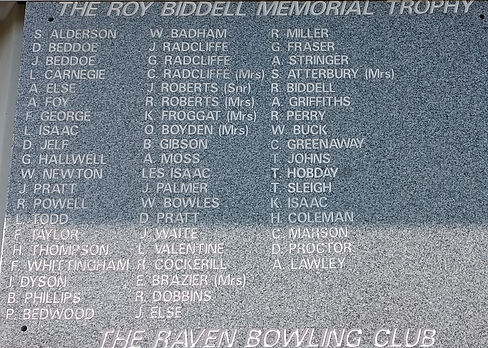 THE ROY BIDDELL MEMORIAL TROPHY
S. ALDERSON
D. BEDDOE
J. BEDDOE
L. CARNEGIE
A. ELSE
A. FOY
F. GEORGE
L. ISAAC
D. JELF
G. HALLWELL
W. NEWTON
J. PRATT
R. POWELL
L. TODD
F. TAYLOR
H. THOMPSON
F. WHITTINGHAM
I. DYSON
B. PHILLIPS
P. BEDWOOD
W. BADHAM
J. RADCLIFFE
G. RADCLIFFE
C. RADCLIFFE (Mrs)
J. ROBERTS (Snr)
R. ROBERTS (Mrs)
K. FROGGAT (Mrs)
O. BOYDEN (Mrs)
B. GIBSON
A. MOSS
LES ISAAC
J. PALMER
W. BOWLES
D. PRATT
J. WAITE
L. VALENTINE
R. COCKERILL
E. BRAZIER (Mrs)
R. DOBBINS
J. ELSE
R. MILLER
G. FRASER
A. STRINGER
S. ATTERBURY (Mrs)
R. BIDDELL
A. GRIFFITHS
R. PERRY
W. BUCK
C. GREENAWAY
T. JOHNS
T. HOBDAY
T. SLEIGH
K. ISAAC
H. COLEMAN
C. MARSON
D. PROCTOR
A. LAWLEY
THE RAVEN BOWLING CLUB